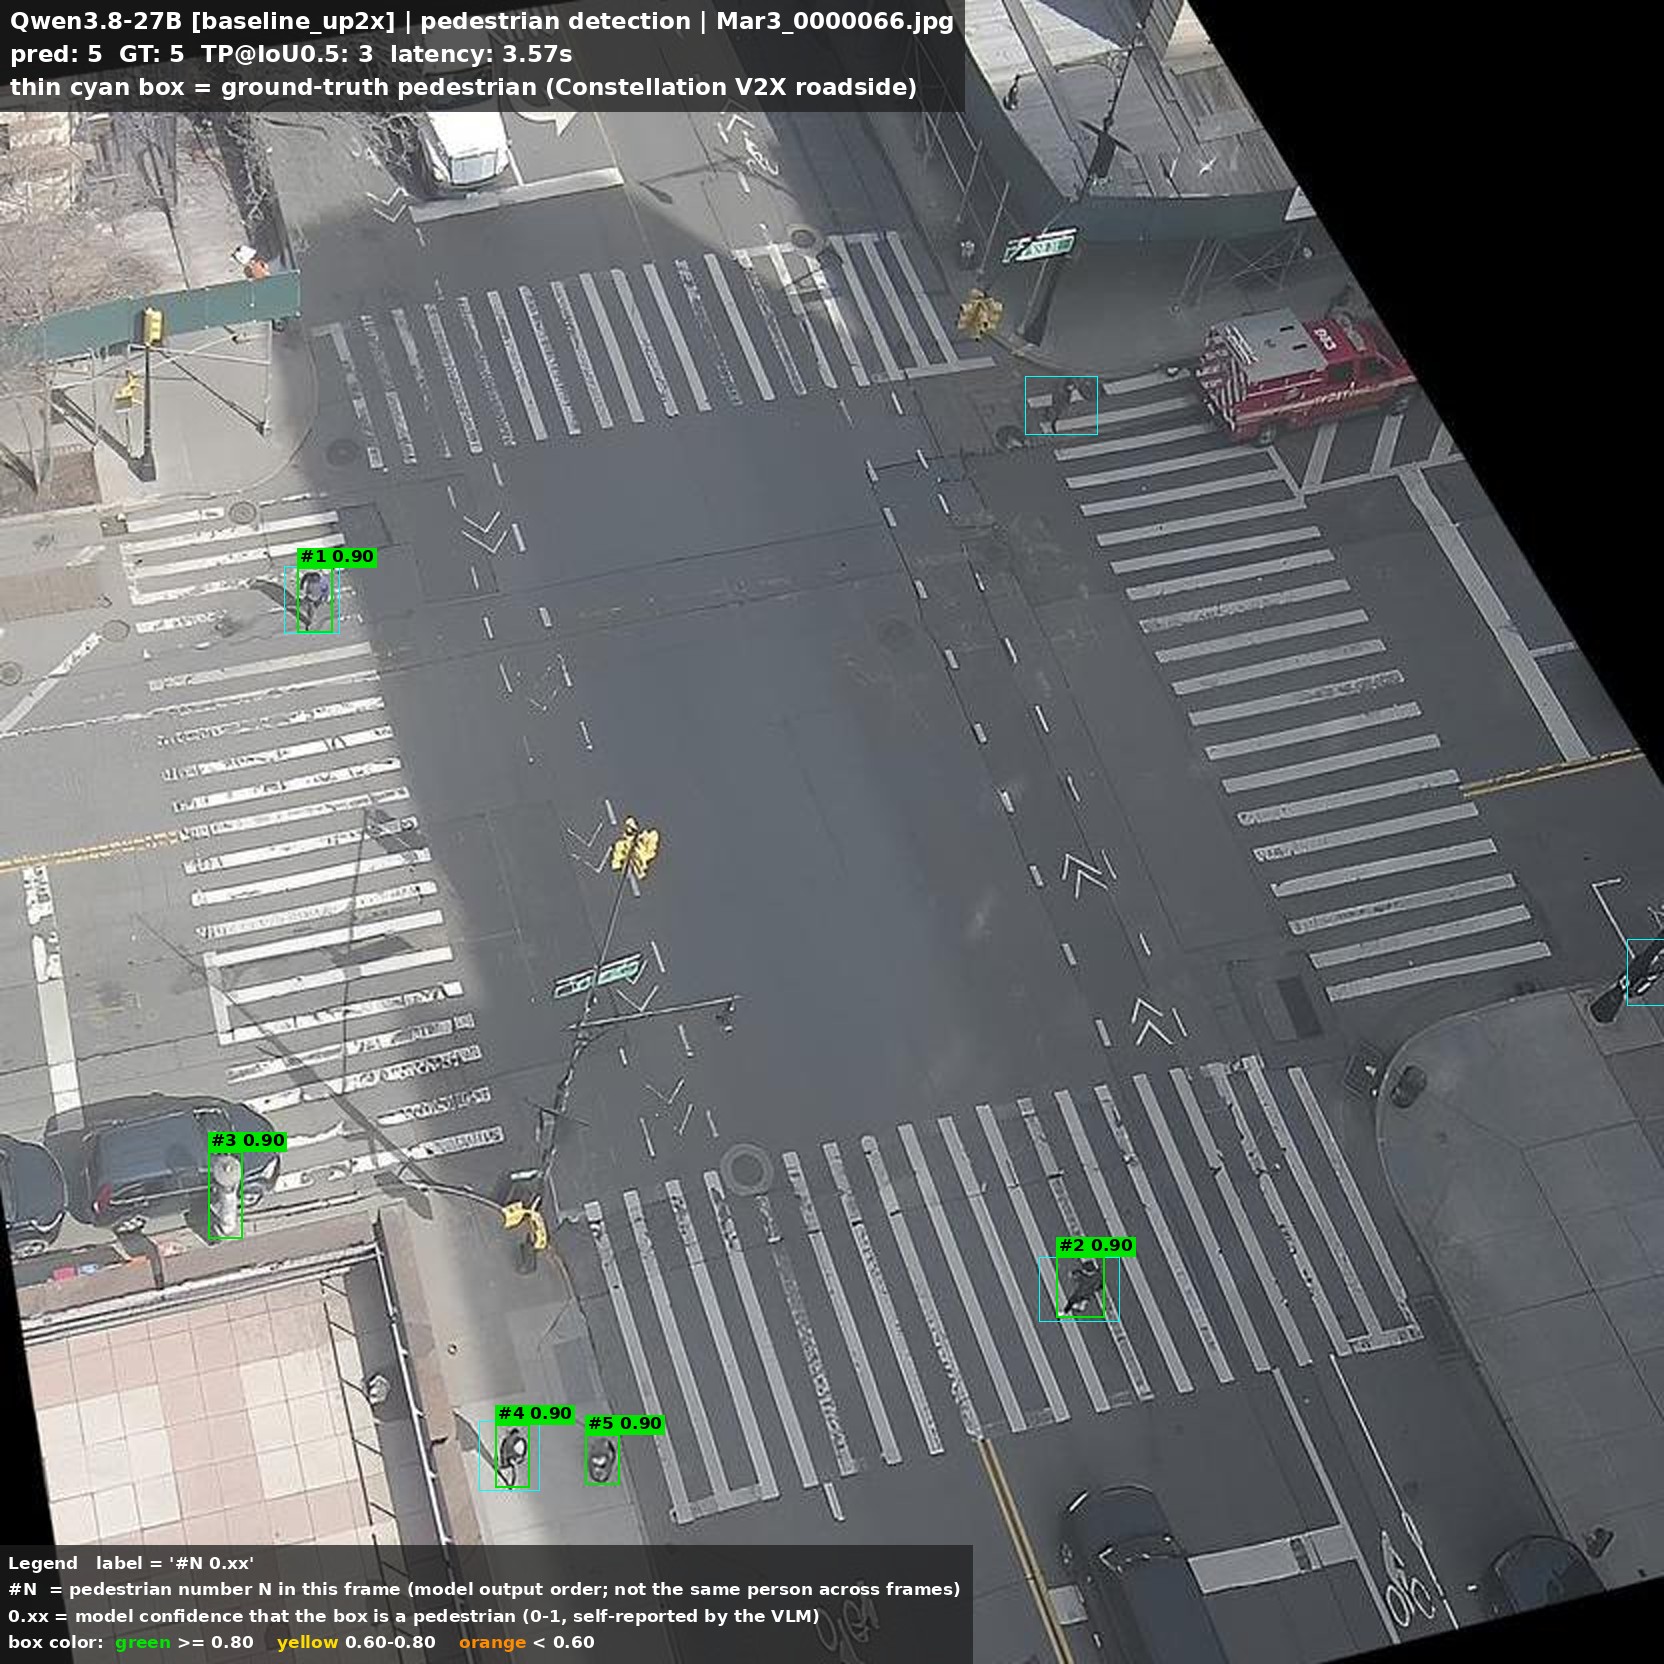 Qwen3.8-27B [baseline_up2x] | pedestrian detection | Mar3_0000066.jpg
pred: 5  GT: 5  TP@IoU0.5: 3  latency: 3.57s
thin cyan box = ground-truth pedestrian (Constellation V2X roadside)
#1 0.90
#3 0.90
#2 0.90
#4 0.90
#5 0.90
Legend   label = '#N 0.xx'
#N  = pedestrian number N in this frame (model output order; not the same person across frames)
0.xx = model confidence that the box is a pedestrian (0-1, self-reported by the VLM)
box color:  green >= 0.80    yellow 0.60-0.80    orange < 0.60